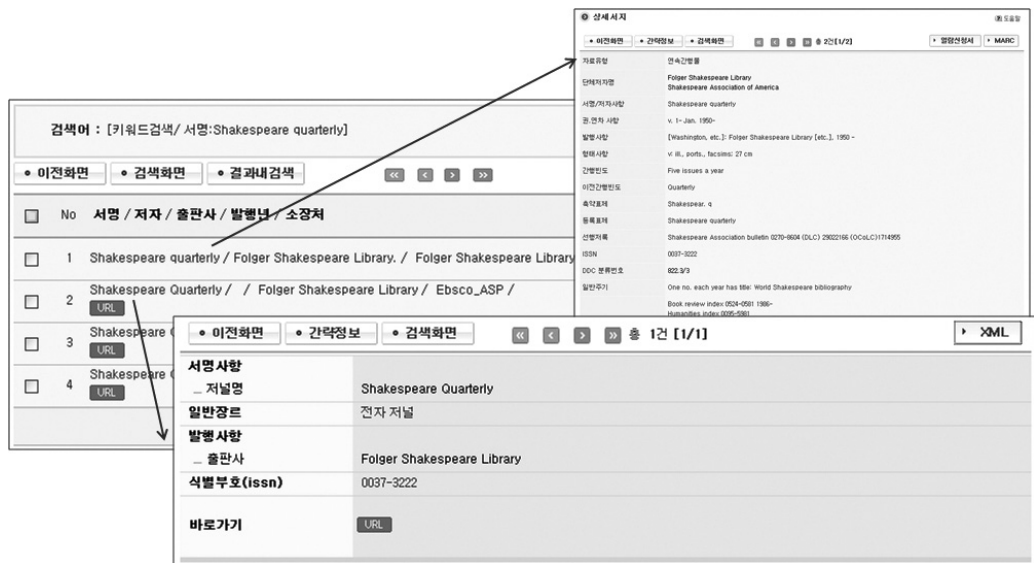 검색어 : [키워드검색/ 서명:Shakespeare quarterly]
이전화면 검색화면 결과내검색
No 서명 / 저자 / 출판사 / 발행년 / 소장처
1 Shakespeare quarterly / Folger Shakespeare Library. / Folger Shakespeare Library
2 Shakespeare Quarterly / / Folger Shakespeare Library / Ebsco_ASP /
URL
3 Shakespeare
URL
4 Shakespeare
URL
상세서지 도움말
이전화면 간략정보 검색화면 총 2건[1/2] 열람신청서 MARC
자료유형 연속간행물
단체저자명 Folger Shakespeare Library
Shakespeare Association of America
서명/저자사항 Shakespeare quarterly
권.연차 사항 v. 1- Jan. 1950-
발행사항 [Washington, etc.]: Folger Shakespeare Library [etc.], 1950 -
형태사항 v: ill., ports., facsims; 27 cm
간행빈도 Five issues a year
이전간행빈도 Quarterly
축약표제 Shakespear. q
등록표제 Shakespeare quarterly
선행저록 Shakespeare Association bulletin 0270-8604 (DLC) 29022166 (OCoLC)1714955
ISSN 0037-3222
DDC 분류번호 822.3/3
일반주기 One no. each year has title: World Shakespeare bibliography
Book review index 0524-0581 1986-
Humanities index 0095-5981
이전화면 간략정보 검색화면 총 1건 [1/1] XML
서명사항
저널명 Shakespeare Quarterly
일반장르 전자 저널
발행사항
출판사 Folger Shakespeare Library
식별부호(issn) 0037-3222
바로가기 URL